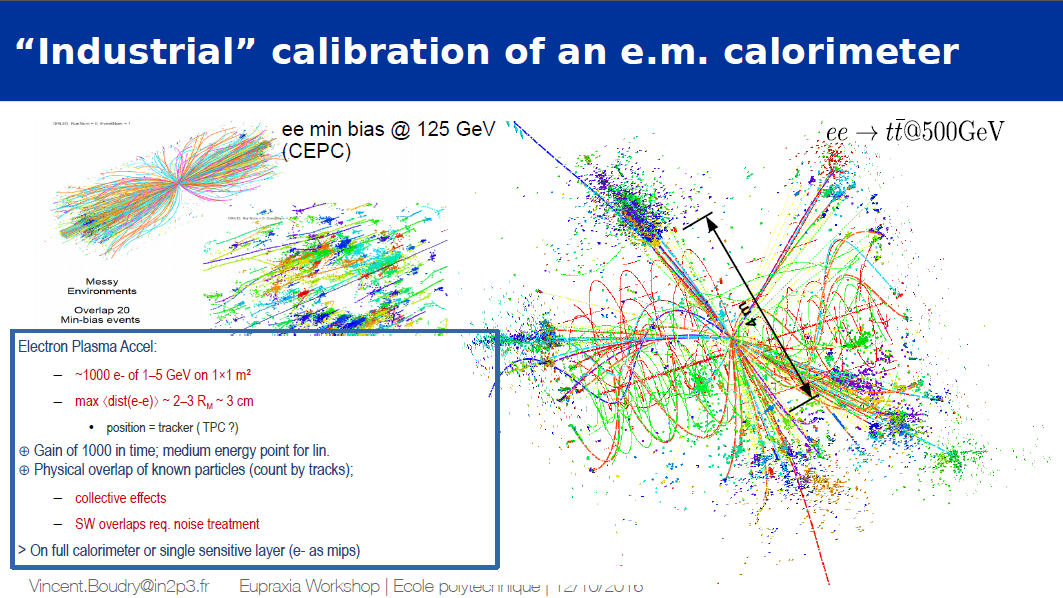 “Industrial” calibration of an e.m. calorimeter
ee min bias @ 125 GeV
(CEPC)
ee → tt̄@500GeV
Messy
Environments
Overlap 20
Min-bias events
Electron Plasma Accel:
– ~1000 e- of 1–5 GeV on 1×1 m²
– max ⟨dist(e-e)⟩ ~ 2–3 R_M ~ 3 cm
• position = tracker ( TPC ?)
⊕ Gain of 1000 in time; medium energy point for lin.
⊕ Physical overlap of known particles (count by tracks);
– collective effects
– SW overlaps req. noise treatment
> On full calorimeter or single sensitive layer (e- as mips)
Vincent.Boudry@in2p3.fr Eupraxia Workshop | Ecole polytechnique | 12/10/2016